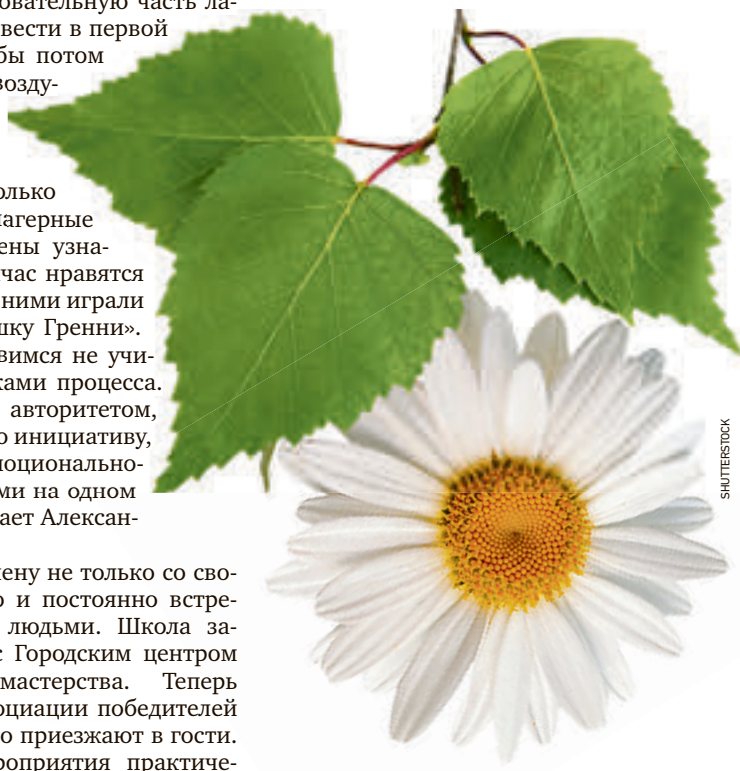 овательную часть ла-
вести в первой
бы потом
возду-
олько
лагерные
ены узна-
час нравятся
ними играли
шку Гренни».
вимся не учи-
ками процесса.
авторитетом,
о инициативу,
моционально-
ми на одном
ает Алексан-
ену не только со сво-
о и постоянно встре-
людьми. Школа за-
с Городским центром
мастерства. Теперь
оциации победителей
о приезжают в гости.
роприятия практиче-
SHUTTERSTOCK